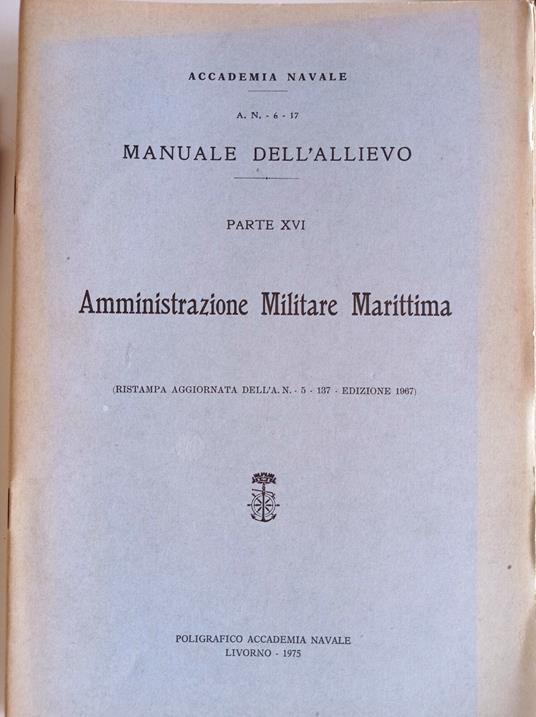 ACCADEMIA NAVALE
A. N. - 6 - 17
MANUALE DELL'ALLIEVO
PARTE XVI
Amministrazione Militare Marittima
(RISTAMPA AGGIORNATA DELL'A. N. - 5 - 137 - EDIZIONE 1967)
POLIGRAFICO ACCADEMIA NAVALE
LIVORNO - 1975